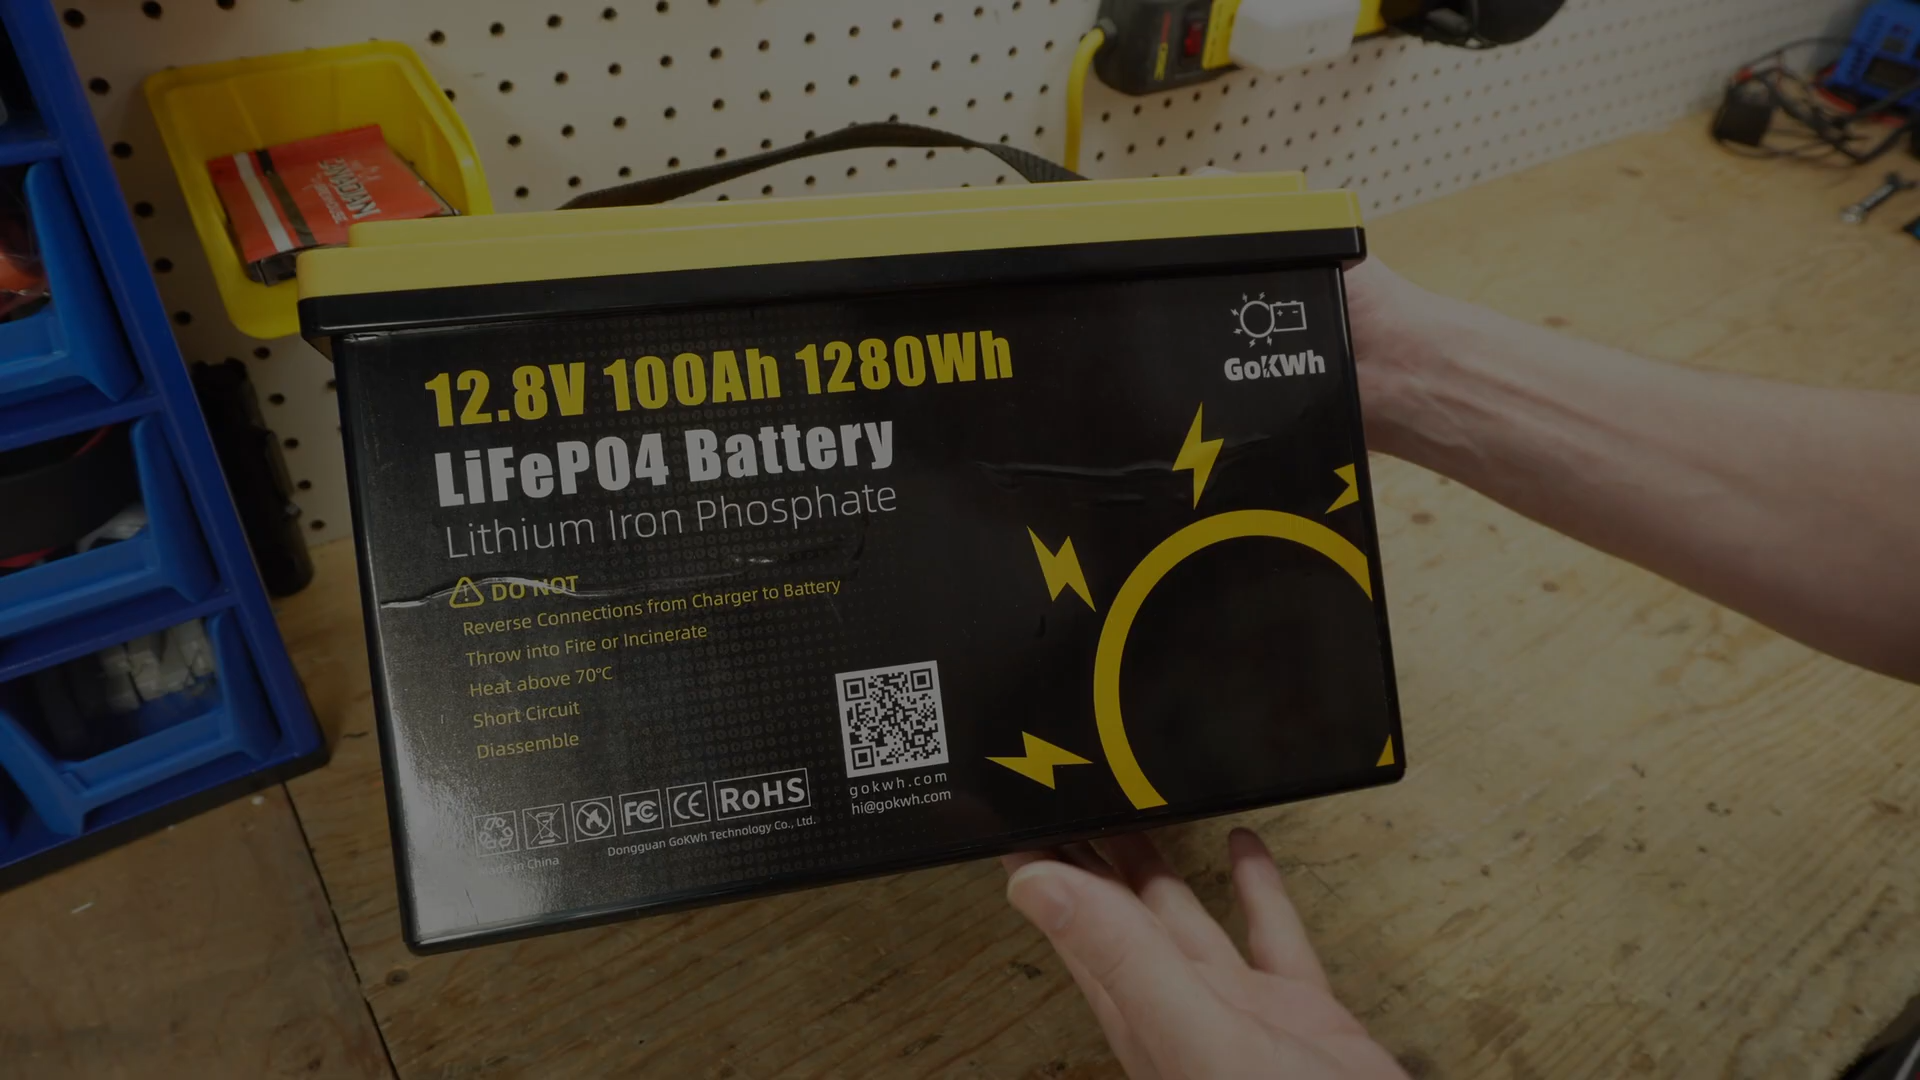 THE
CANADIAN
GoKWh
12.8V 100Ah 1280Wh
LiFePO4 Battery
Lithium Iron Phosphate
DO NOT
Reverse Connections from Charger to Battery
Throw into Fire or Incinerate
Heat above 70°C
Short Circuit
Diassemble
FC CE RoHS
Made in China
Dongguan GoKWh Technology Co., Ltd.
gokwh.com
hi@gokwh.com